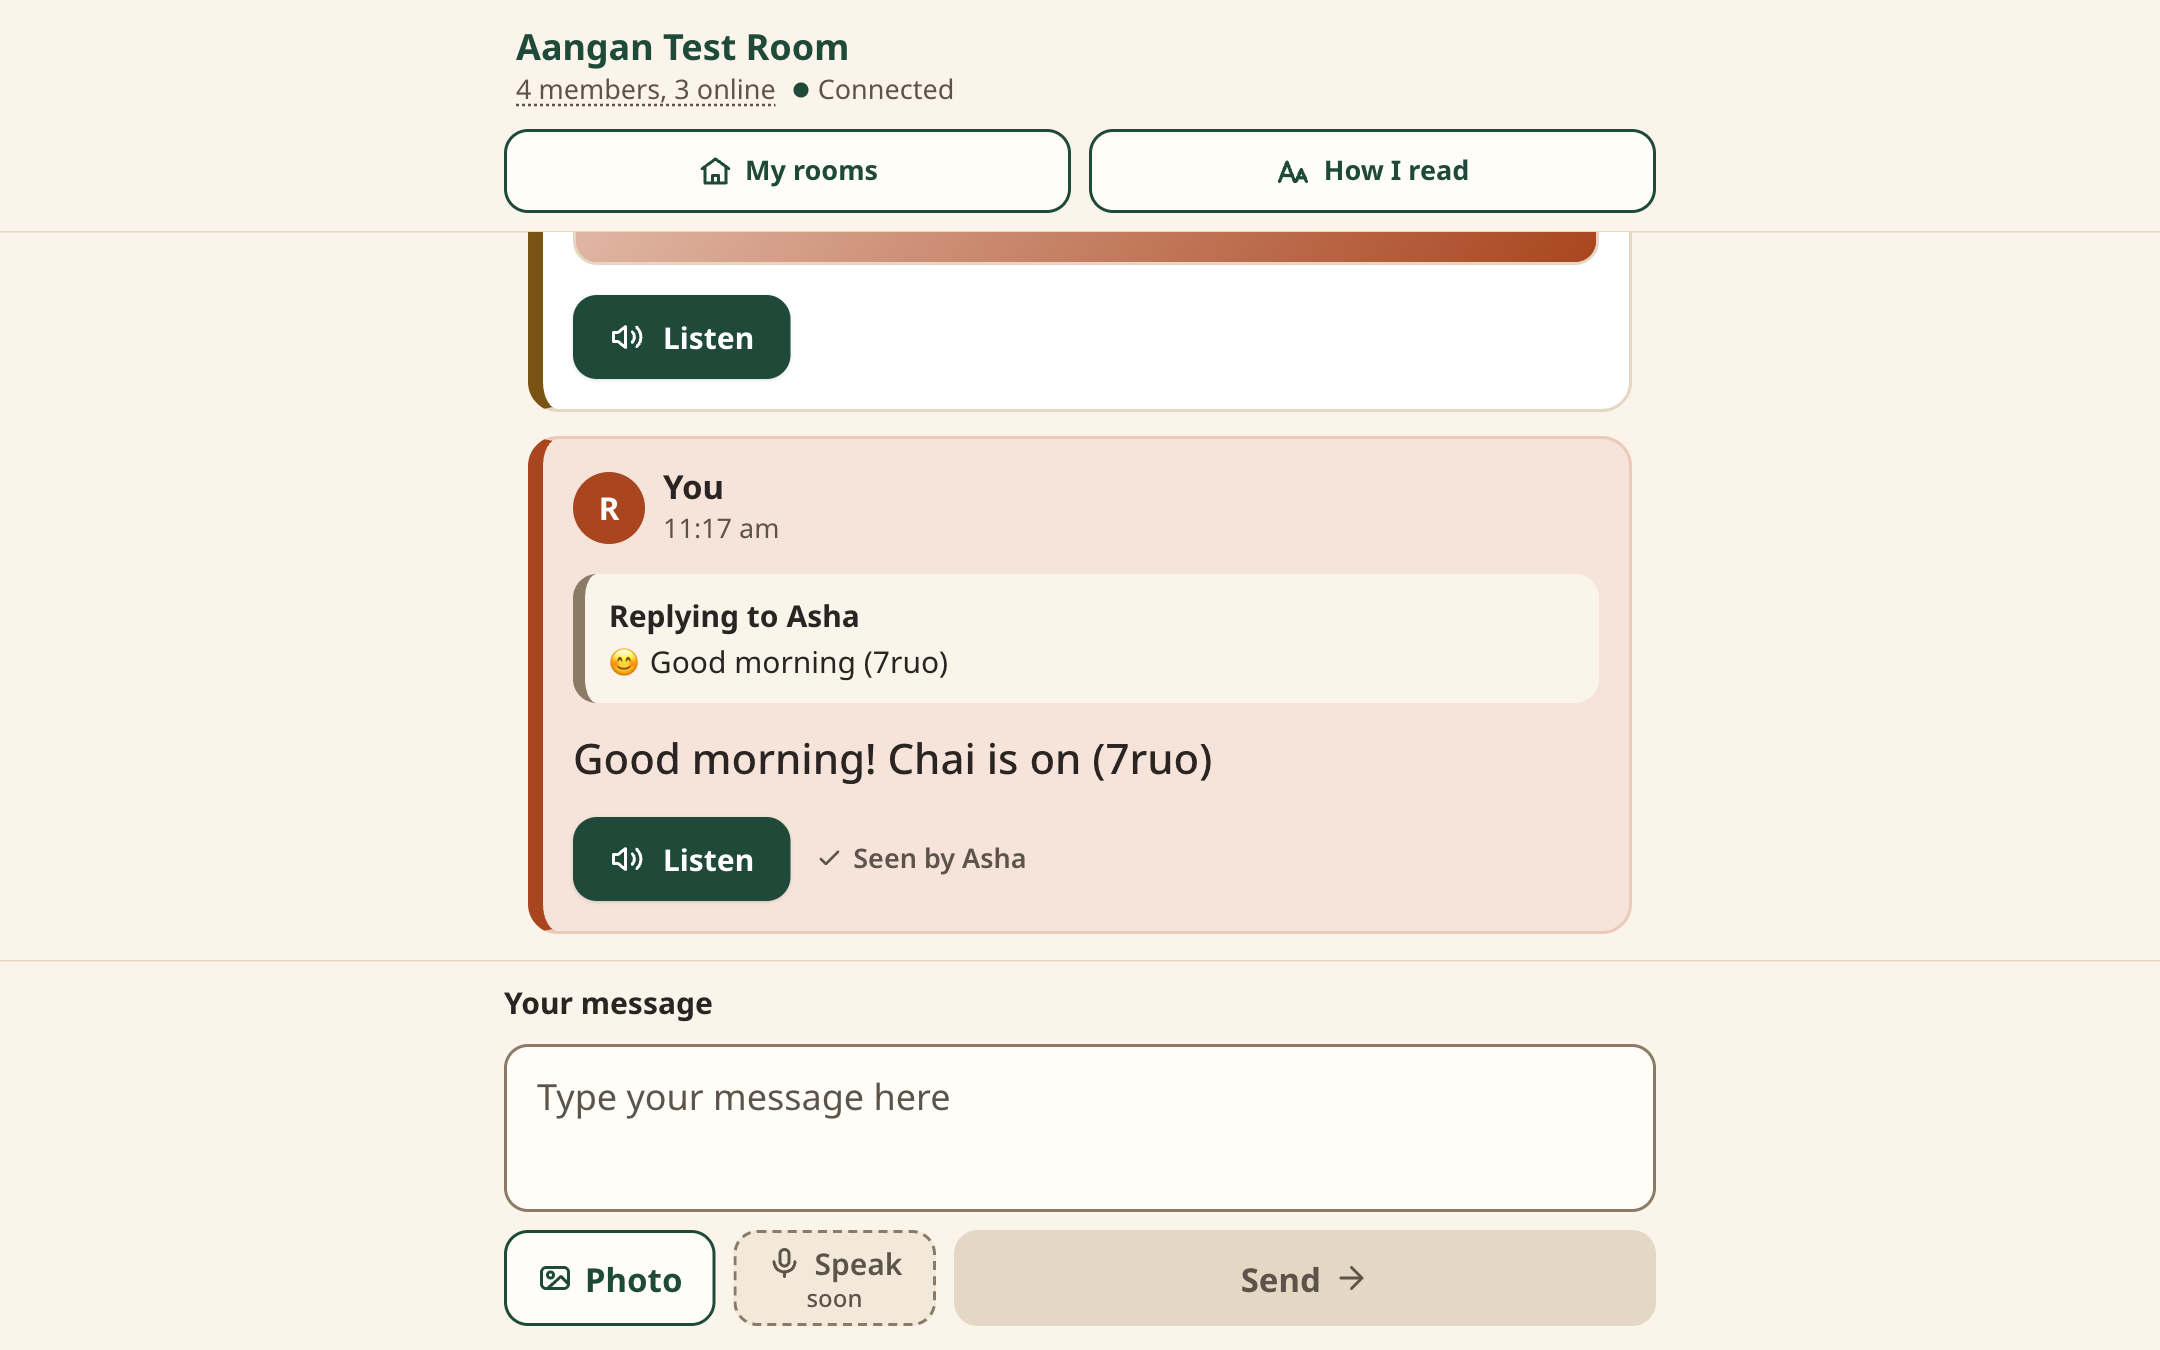 Aangan Test Room
4 members, 3 online Connected
My rooms
How I read
Listen
R
You
11:17 am
Replying to Asha
😊 Good morning (7ruo)
Good morning! Chai is on (7ruo)
Listen
Seen by Asha
Your message
Type your message here
Photo
Speak
soon
Send